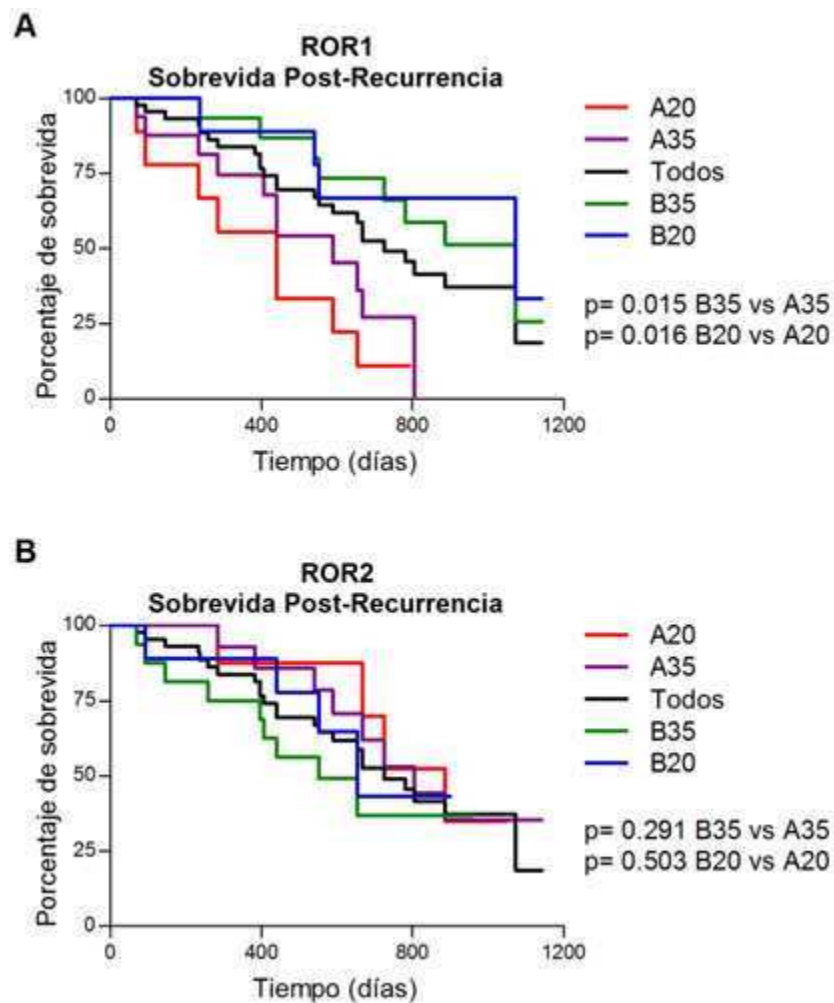 A
ROR1
Sobrevida Post-Recurrencia
Porcentaje de sobrevida
100
75
50
25
0
0
400
800
1200
Tiempo (días)
A20
A35
Todos
B35
B20
p= 0.015 B35 vs A35
p= 0.016 B20 vs A20
B
ROR2
Sobrevida Post-Recurrencia
Porcentaje de sobrevida
100
75
50
25
0
0
400
800
1200
Tiempo (días)
A20
A35
Todos
B35
B20
p= 0.291 B35 vs A35
p= 0.503 B20 vs A20